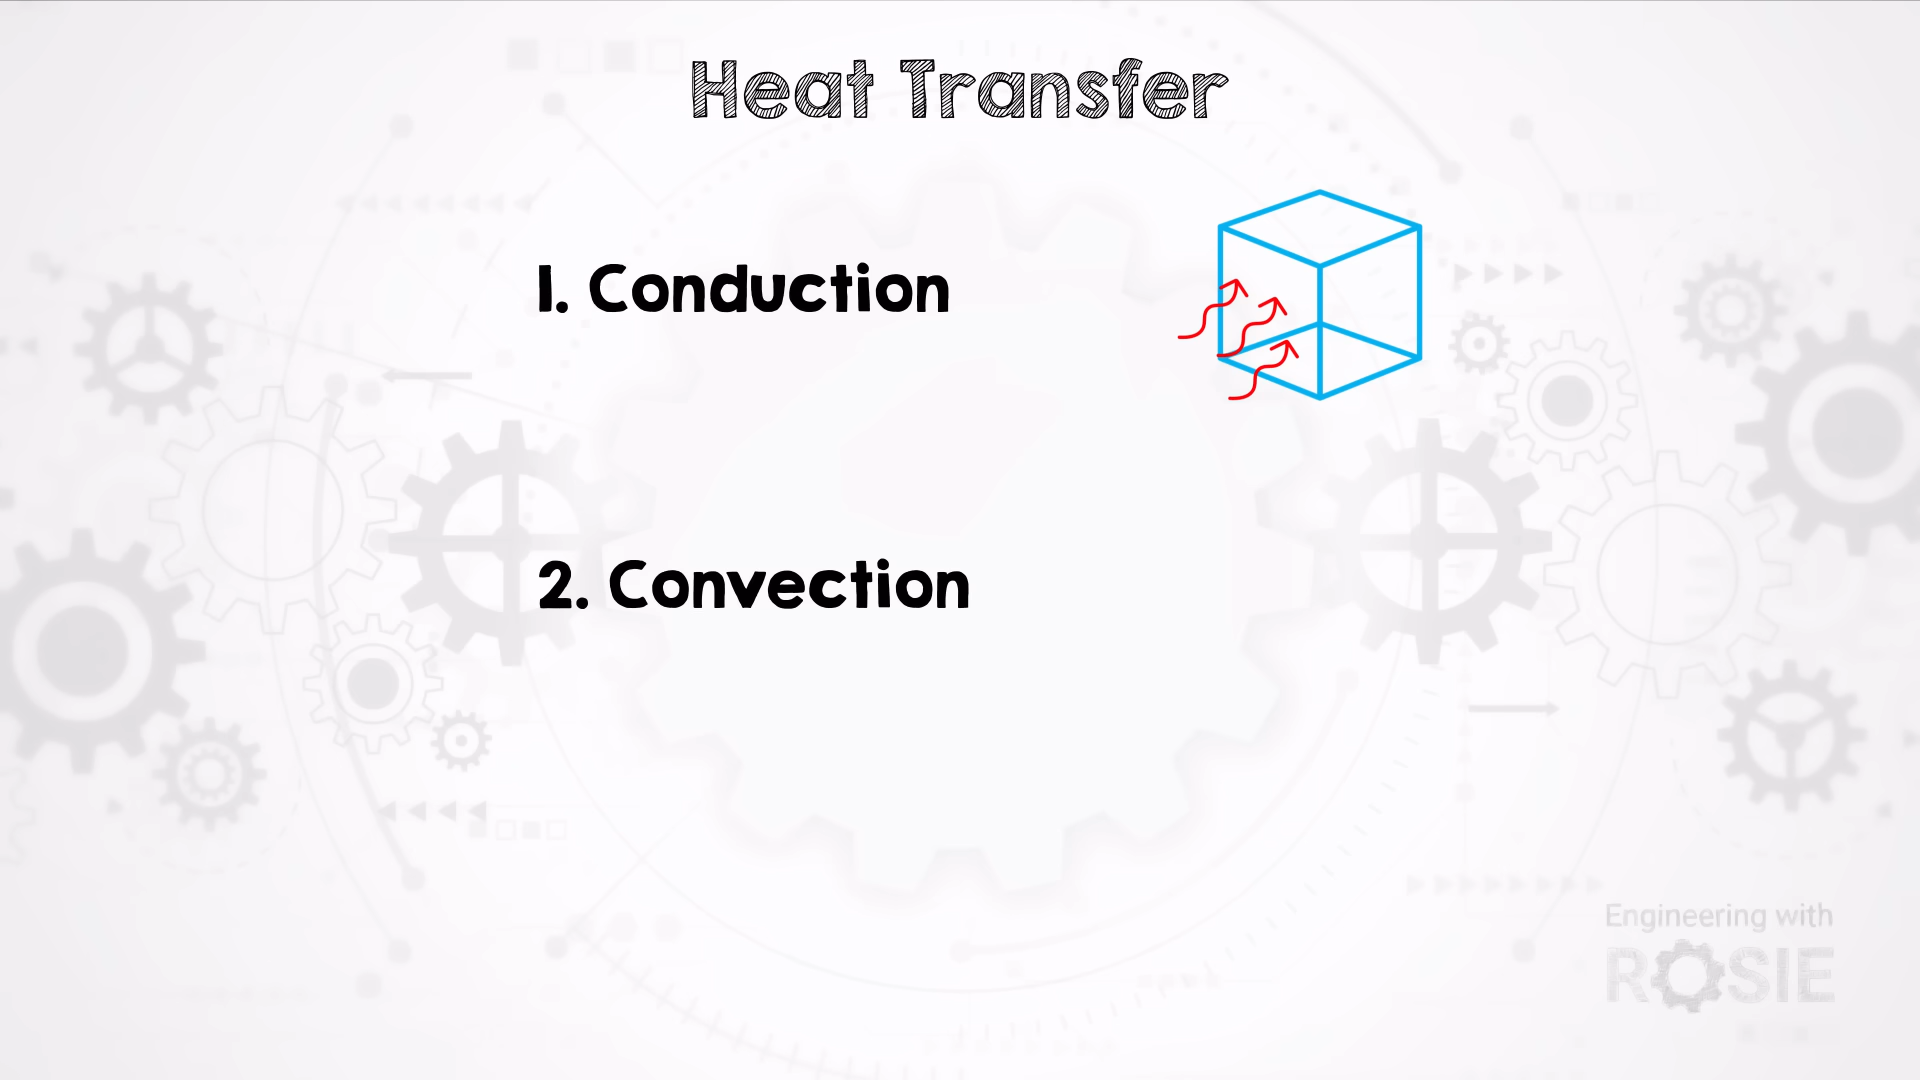 Heat Transfer
1. Conduction
2. Convection
Engineering with
ROSIE